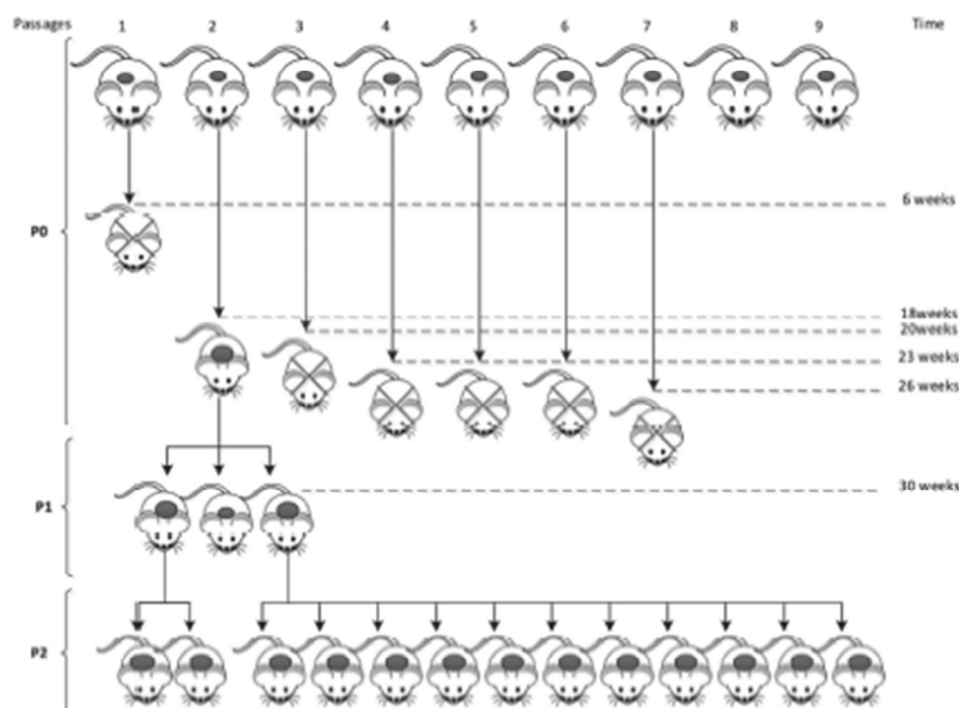 Passages 1 2 3 4 5 6 7 8 9 Time
6 weeks
P0
18weeks
20weeks
23 weeks
26 weeks
30 weeks
P1
P2